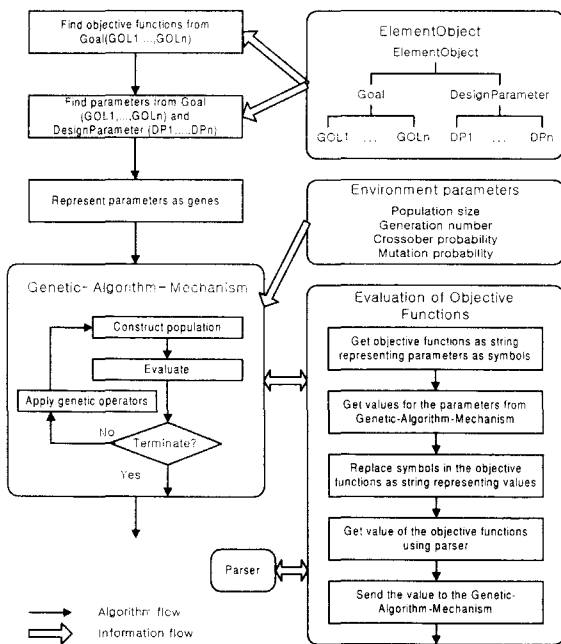 Find objective functions from
Goal(GOL1...,GOLn)
Find parameters from Goal
(GOL1,...,GOLn) and
DesignParameter (DP1.....DPn)
Represent parameters as genes
Genetic-Algorithm-Mechanism
Construct population
Evaluate
Apply genetic operators
No
Terminate?
Yes
ElementObject
ElementObject
Goal
DesignParameter
GOL1 ... GOLn
DP1 ... DPn
Environment parameters
Population size
Generation number
Crossober probability
Mutation probability
Evaluation of Objective
Functions
Get objective functions as string
representing parameters as symbols
Get values for the parameters from
Genetic-Algorithm-Mechanism
Replace symbols in the objective
functions as string representing values
Get value of the objective functions
using parser
Send the value to the Genetic-
Algorithm-Mechanism
Parser
Algorithm flow
Information flow